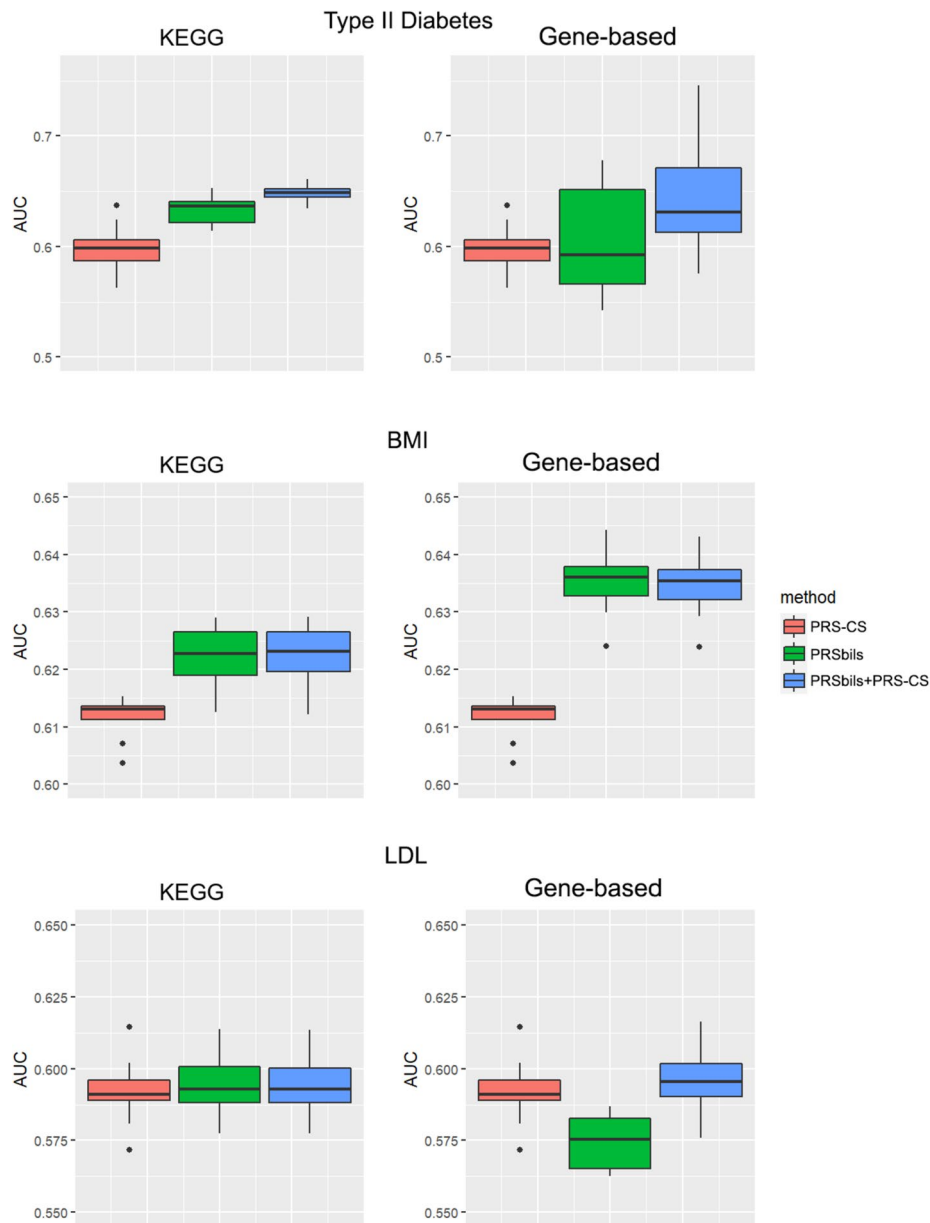 Type II Diabetes
KEGG
Gene-based
AUC
0.7
0.6
0.5
AUC
0.7
0.6
0.5
BMI
KEGG
Gene-based
AUC
0.65
0.64
0.63
0.62
0.61
0.60
AUC
0.65
0.64
0.63
0.62
0.61
0.60
method
PRS-CS
PRSbils
PRSbils+PRS-CS
LDL
KEGG
Gene-based
AUC
0.650
0.625
0.600
0.575
0.550
AUC
0.650
0.625
0.600
0.575
0.550